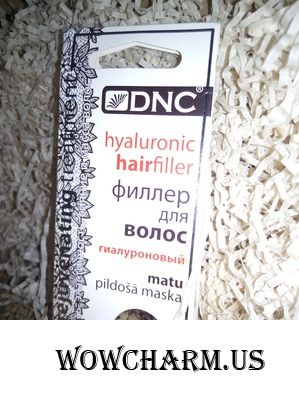 DNC®
hyaluronic
hairfiller
филлер
для
волос
гиалуроновый
matu
pildošā maska
WOWCHARM.US